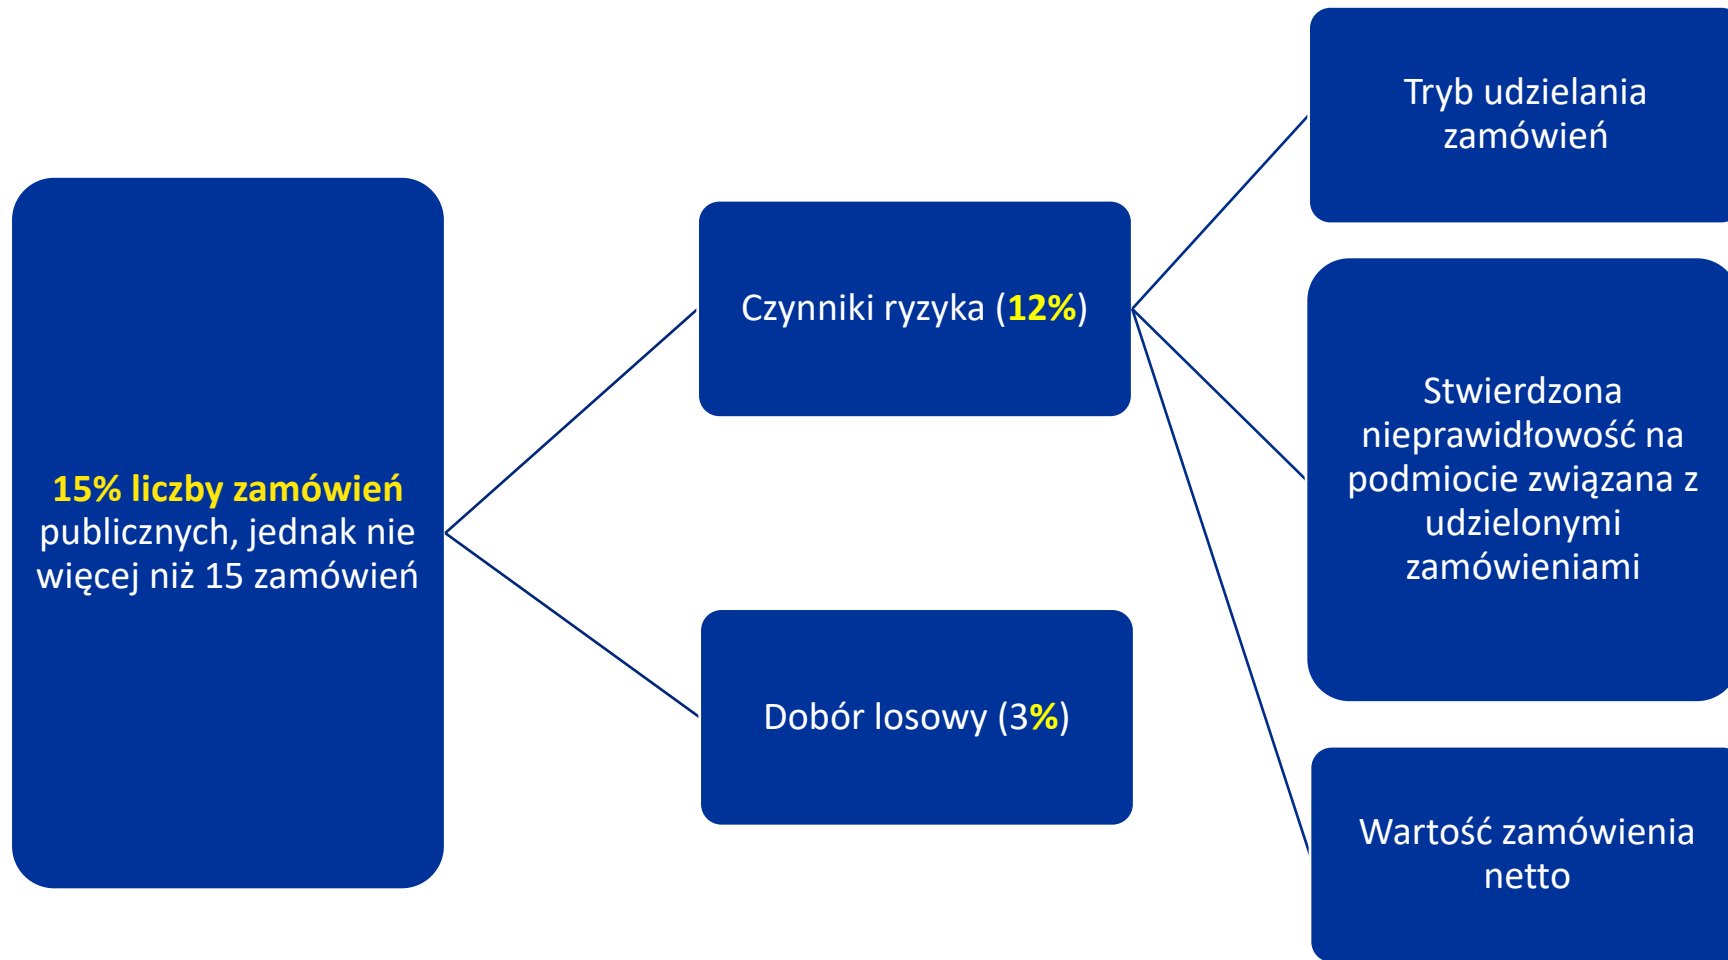 15% liczby zamówień
publicznych, jednak nie
więcej niż 15 zamówień
Czynniki ryzyka (12%)
Dobór losowy (3%)
Tryb udzielania
zamówień
Stwierdzona
nieprawidłowość na
podmiocie związana z
udzielonymi
zamówieniami
Wartość zamówienia
netto